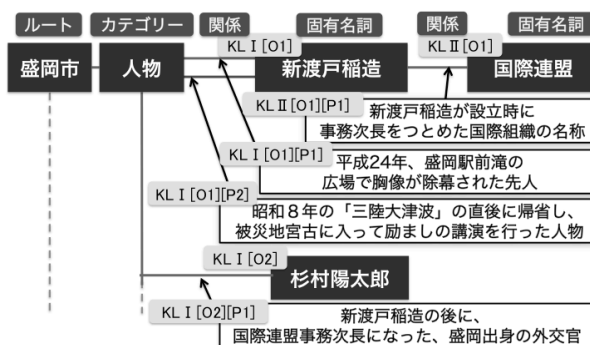 ルート カテゴリー 関係 固有名詞 関係 固有名詞
KLⅠ[O1] KLⅡ[O1]
盛岡市 人物 新渡戸稲造 国際連盟
KLⅡ[O1][P1]
新渡戸稲造が設立時に
事務次長をつとめた国際組織の名称
KLⅠ[O1][P1]
平成24年、盛岡駅前滝の
広場で胸像が除幕された先人
KLⅠ[O1][P2]
昭和８年の「三陸大津波」の直後に帰省し、
被災地宮古に入って励ましの講演を行った人物
KLⅠ[O2]
杉村陽太郎
KLⅠ[O2][P1]
新渡戸稲造の後に、
国際連盟事務次長になった、盛岡出身の外交官